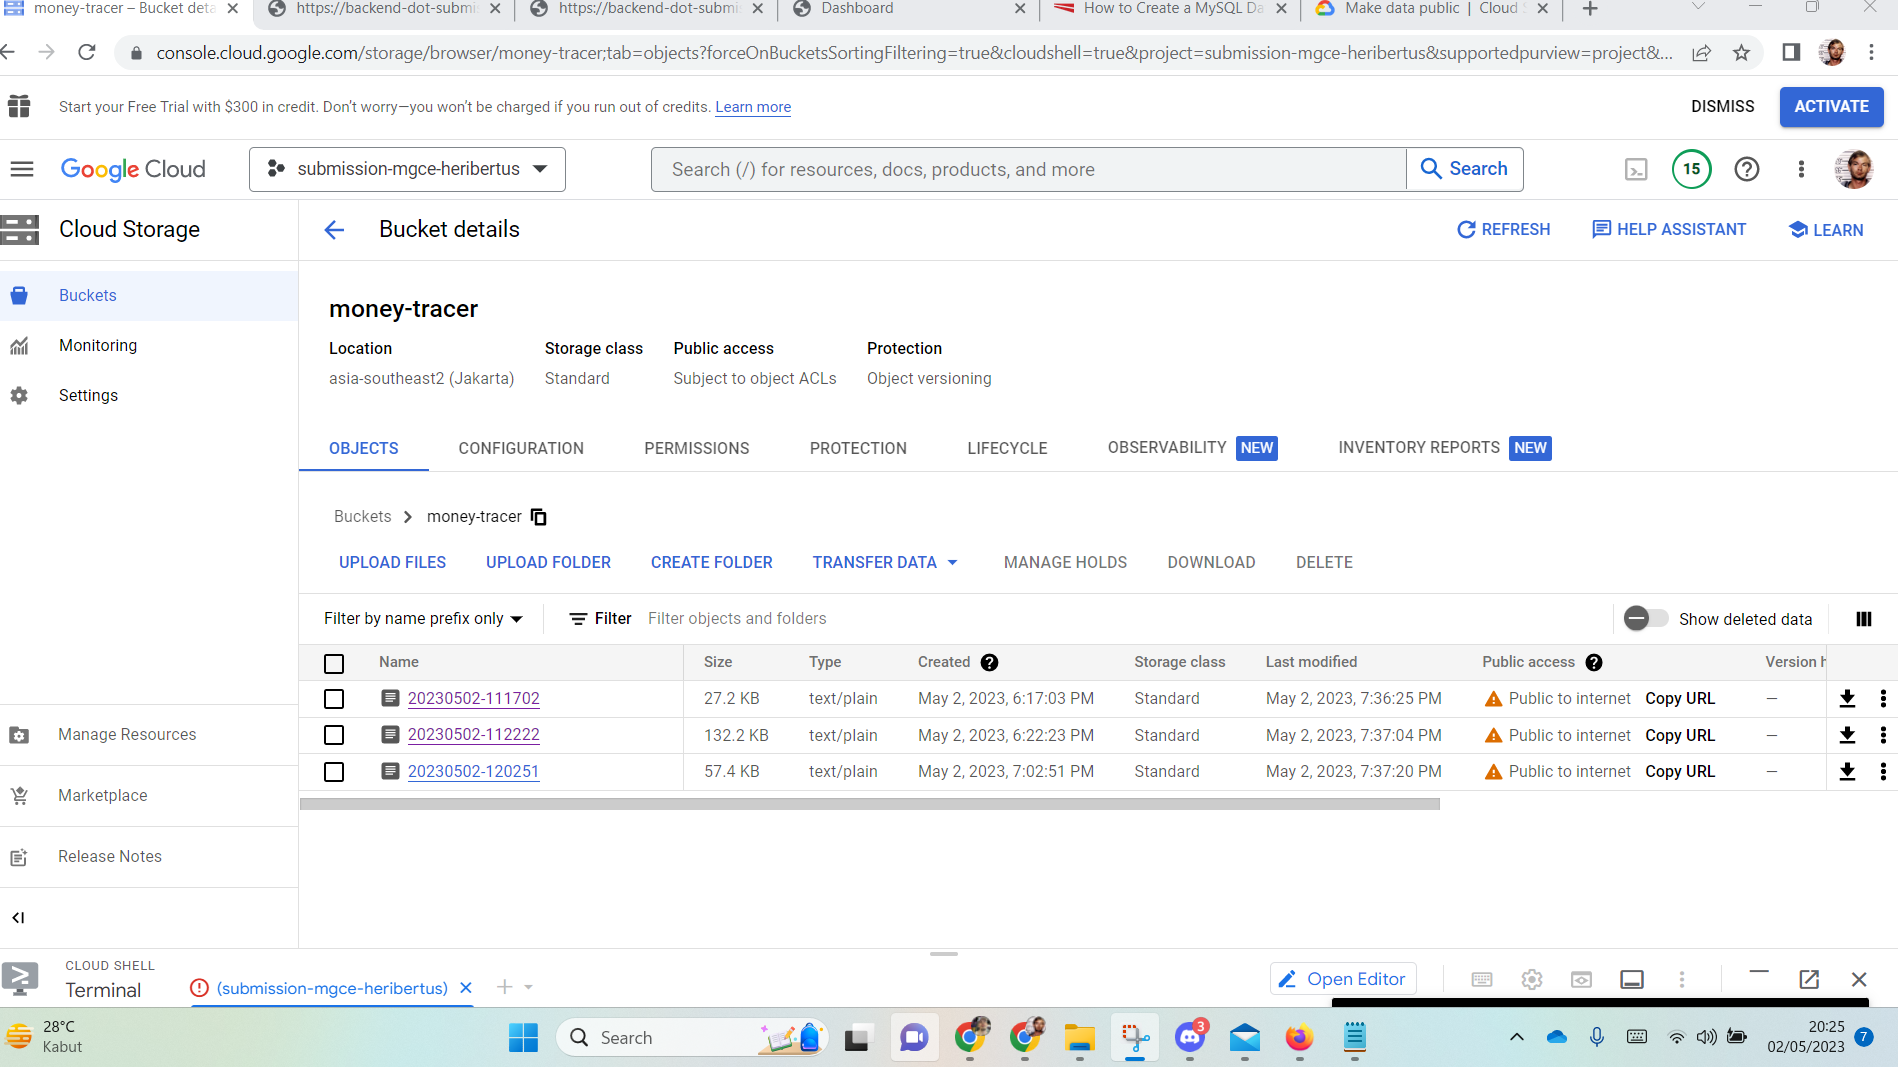 money-tracer – Bucket deta
https://backend-dot-submis
https://backend-dot-submis
Dashboard
How to Create a MySQL Da
Make data public | Cloud S
console.cloud.google.com/storage/browser/money-tracer;tab=objects?forceOnBucketsSortingFiltering=true&cloudshell=true&project=submission-mgce-heribertus&supportedpurview=project&...
Start your Free Trial with $300 in credit. Don't worry—you won't be charged if you run out of credits. Learn more
DISMISS
ACTIVATE
Google Cloud
submission-mgce-heribertus
Search (/) for resources, docs, products, and more
Search
15
Cloud Storage
Bucket details
REFRESH
HELP ASSISTANT
LEARN
Buckets
Monitoring
Settings
Manage Resources
Marketplace
Release Notes
money-tracer
Location Storage class Public access Protection
asia-southeast2 (Jakarta) Standard Subject to object ACLs Object versioning
OBJECTS CONFIGURATION PERMISSIONS PROTECTION LIFECYCLE OBSERVABILITY NEW INVENTORY REPORTS NEW
Buckets > money-tracer
UPLOAD FILES UPLOAD FOLDER CREATE FOLDER TRANSFER DATA MANAGE HOLDS DOWNLOAD DELETE
Filter by name prefix only Filter Filter objects and folders Show deleted data
Name Size Type Created Storage class Last modified Public access Version h
20230502-111702 27.2 KB text/plain May 2, 2023, 6:17:03 PM Standard May 2, 2023, 7:36:25 PM Public to internet Copy URL —
20230502-112222 132.2 KB text/plain May 2, 2023, 6:22:23 PM Standard May 2, 2023, 7:37:04 PM Public to internet Copy URL —
20230502-120251 57.4 KB text/plain May 2, 2023, 7:02:51 PM Standard May 2, 2023, 7:37:20 PM Public to internet Copy URL —
CLOUD SHELL
Terminal
(submission-mgce-heribertus)
Open Editor
28°C
Kabut
Search
3
20:25
02/05/2023
7